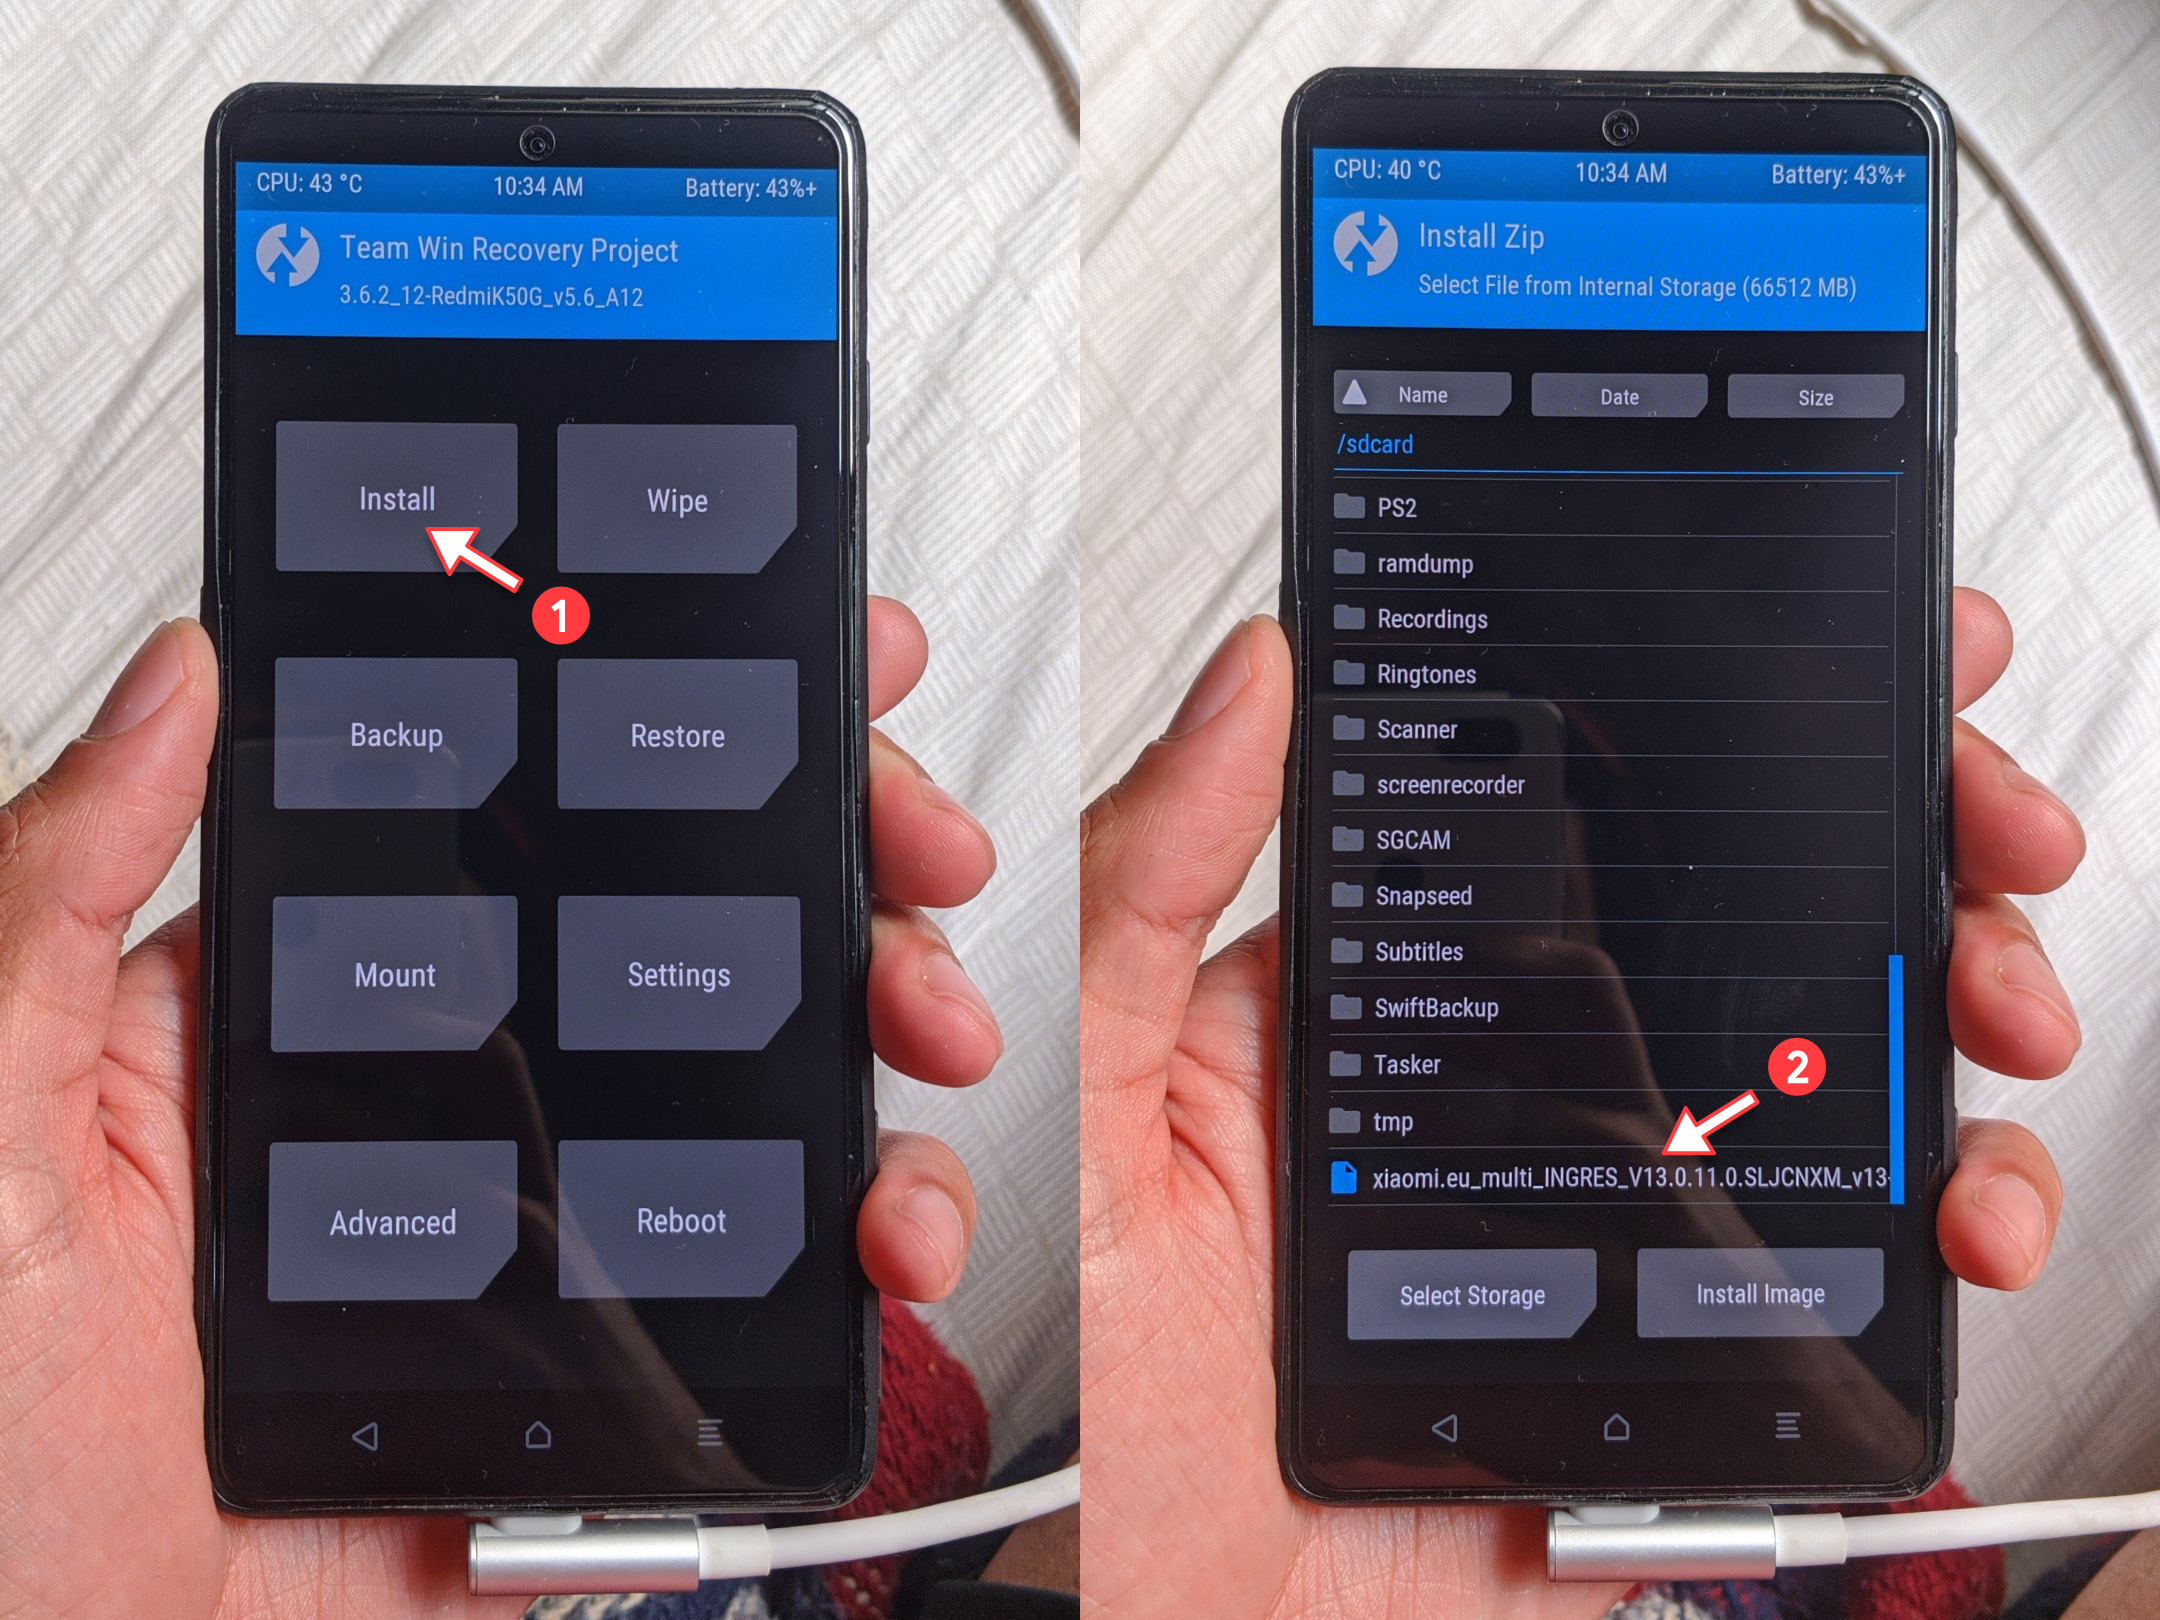 CPU: 43 °C 10:34 AM Battery: 43%+
Team Win Recovery Project
3.6.2_12-RedmiK50G_v5.6_A12
Install Wipe
1
Backup Restore
Mount Settings
Advanced Reboot
CPU: 40 °C 10:34 AM Battery: 43%+
Install Zip
Select File from Internal Storage (66512 MB)
Name Date Size
/sdcard
PS2
ramdump
Recordings
Ringtones
Scanner
screenrecorder
SGCAM
Snapseed
Subtitles
SwiftBackup
Tasker
2
tmp
xiaomi.eu_multi_INGRES_V13.0.11.0.SLJCNXM_v13-
Select Storage Install Image